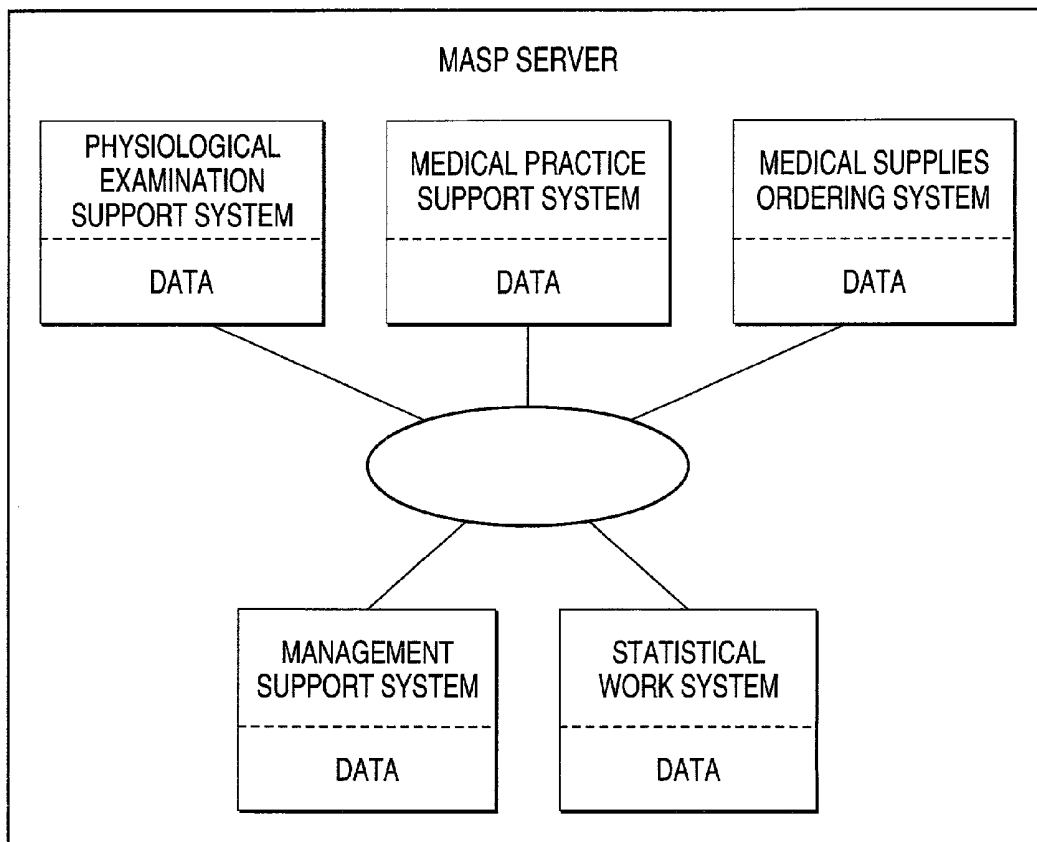 MASP SERVER
PHYSIOLOGICAL
EXAMINATION
SUPPORT SYSTEM
DATA
MEDICAL PRACTICE
SUPPORT SYSTEM
DATA
MEDICAL SUPPLIES
ORDERING SYSTEM
DATA
MANAGEMENT
SUPPORT SYSTEM
DATA
STATISTICAL
WORK SYSTEM
DATA